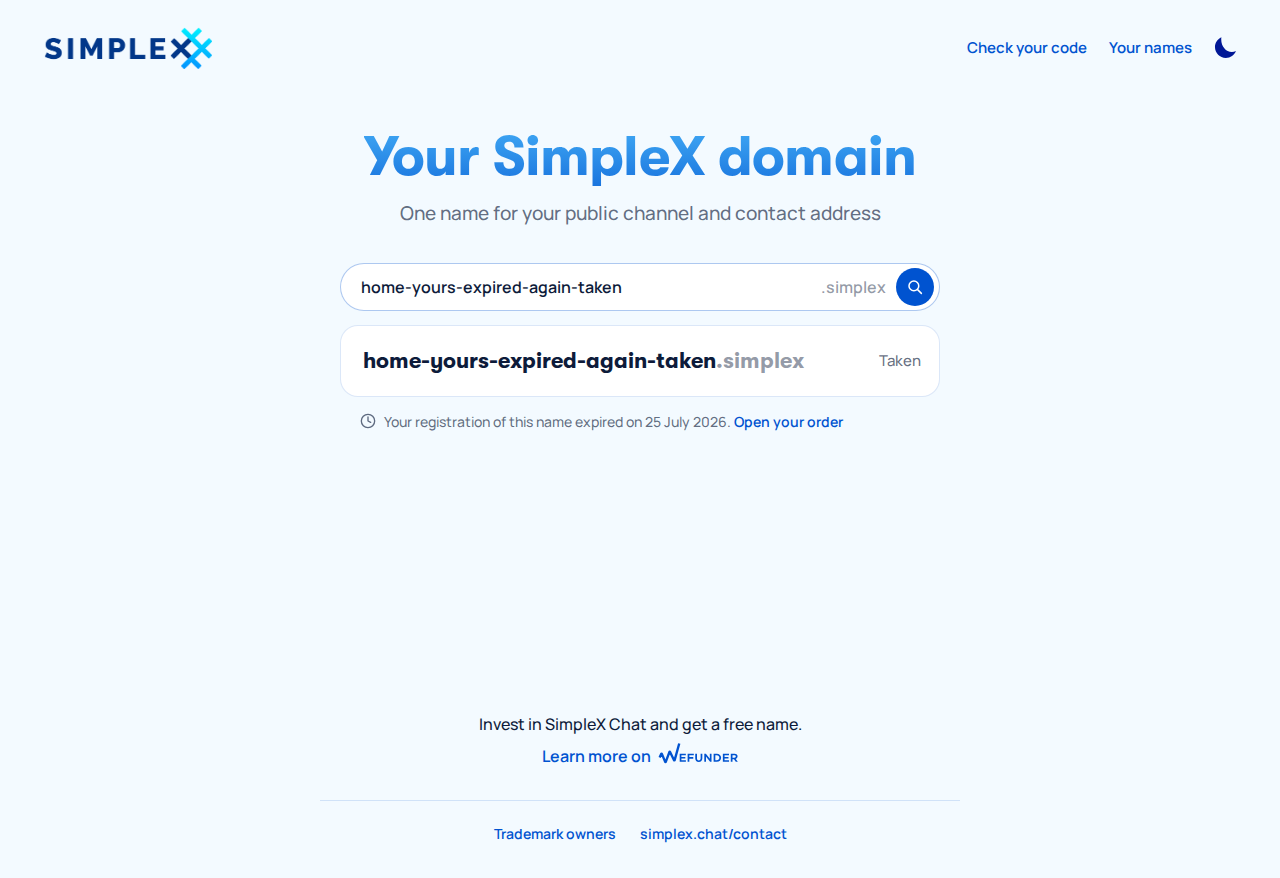 SIMPLEX
Check your code
Your names
Your SimpleX domain
One name for your public channel and contact address
home-yours-expired-again-taken
.simplex
home-yours-expired-again-taken.simplex
Taken
Your registration of this name expired on 25 July 2026. Open your order
Invest in SimpleX Chat and get a free name.
Learn more on WEFUNDER
Trademark owners
simplex.chat/contact